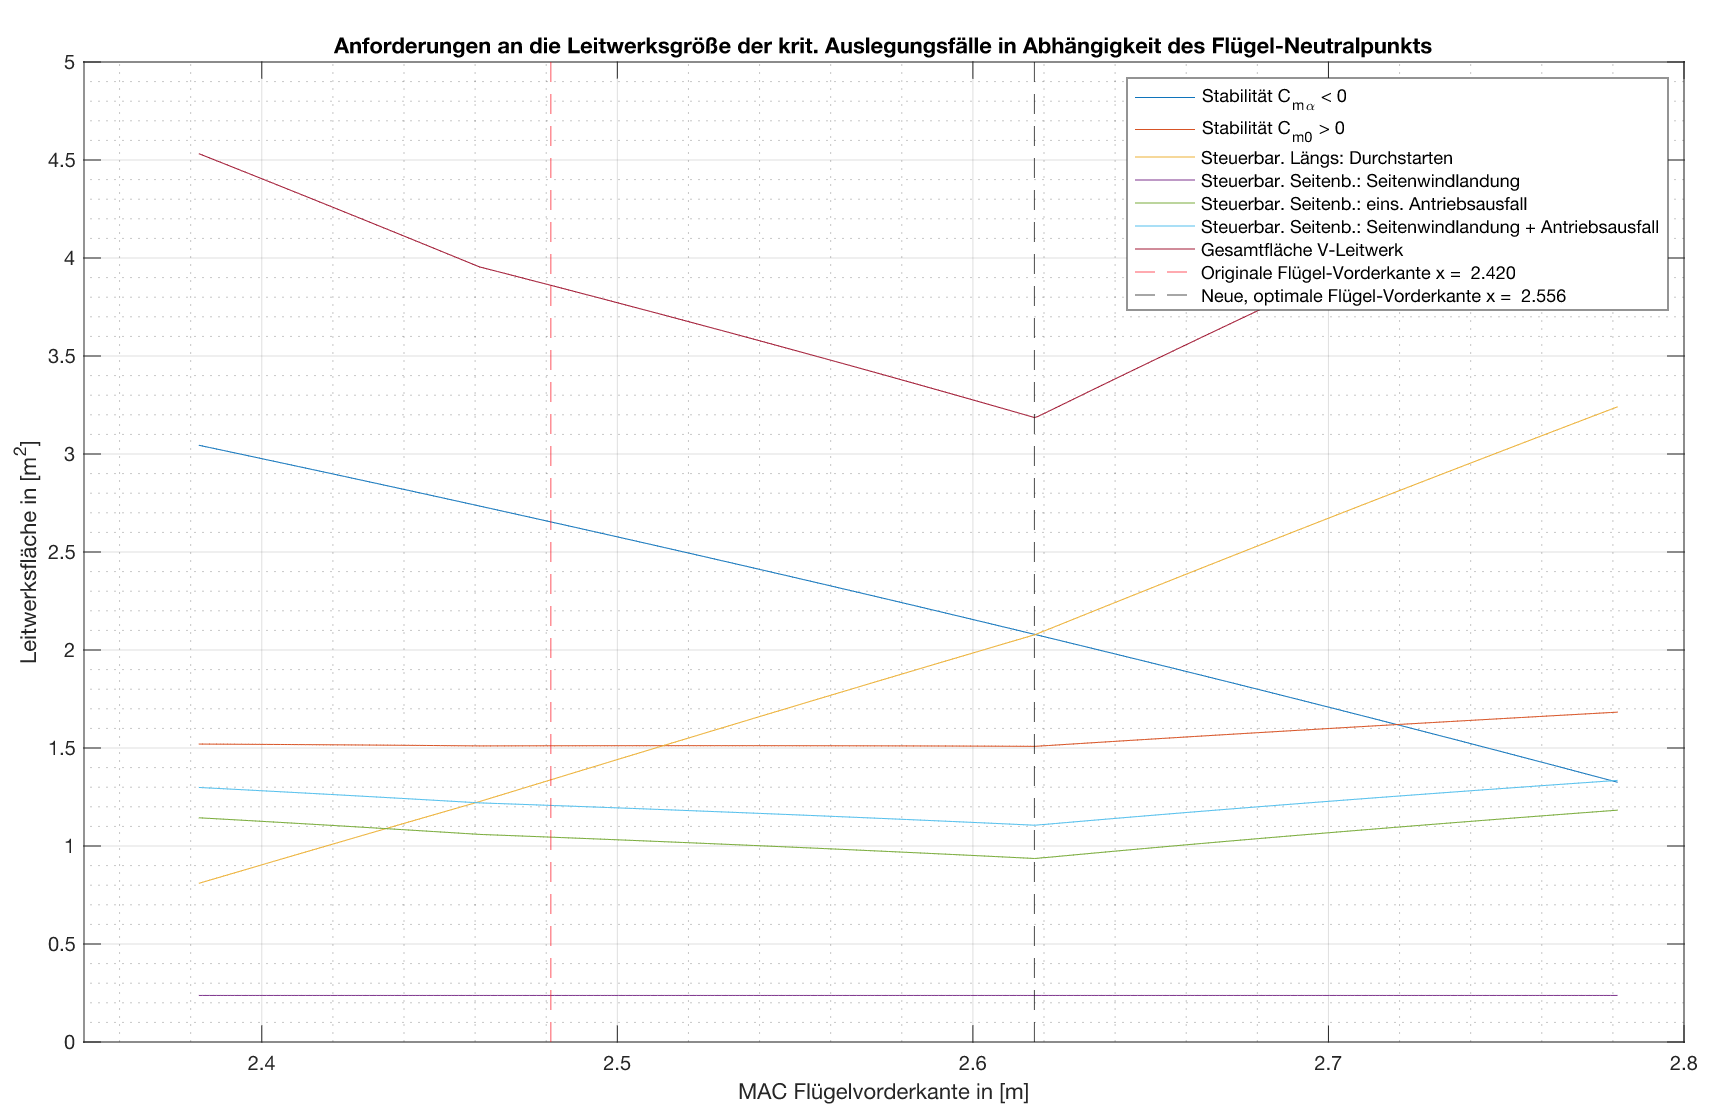 Anforderungen an die Leitwerksgröße der krit. Auslegungsfälle in Abhängigkeit des Flügel-Neutralpunkts
5
4.5
4
3.5
3
2.5
2
1.5
1
0.5
0
Leitwerksfläche in [m²]
Stabilität C_mα < 0
Stabilität C_m0 > 0
Steuerbar. Längs: Durchstarten
Steuerbar. Seitenb.: Seitenwindlandung
Steuerbar. Seitenb.: eins. Antriebsausfall
Steuerbar. Seitenb.: Seitenwindlandung + Antriebsausfall
Gesamtfläche V-Leitwerk
Originale Flügel-Vorderkante x = 2.420
Neue, optimale Flügel-Vorderkante x = 2.556
2.4 2.5 2.6 2.7 2.8
MAC Flügelvorderkante in [m]